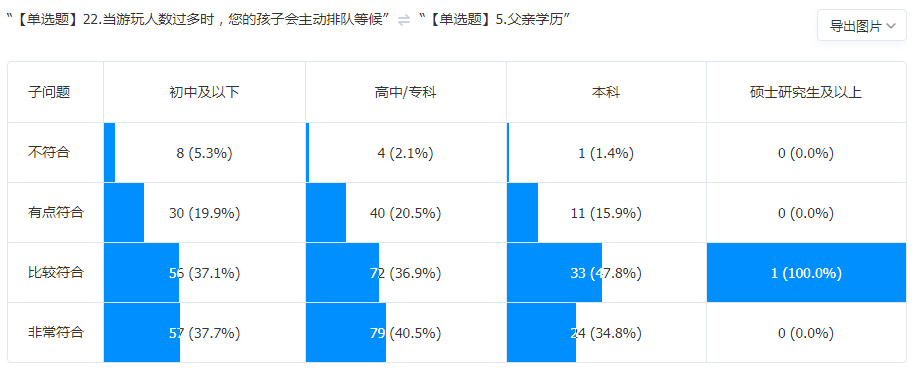 “【单选题】22.当游玩人数过多时，您的孩子会主动排队等候” ⇌ “【单选题】5.父亲学历”
导出图片
子问题 初中及以下 高中/专科 本科 硕士研究生及以上
不符合 8 (5.3%) 4 (2.1%) 1 (1.4%) 0 (0.0%)
有点符合 30 (19.9%) 40 (20.5%) 11 (15.9%) 0 (0.0%)
比较符合 56 (37.1%) 72 (36.9%) 33 (47.8%) 1 (100.0%)
非常符合 57 (37.7%) 79 (40.5%) 24 (34.8%) 0 (0.0%)